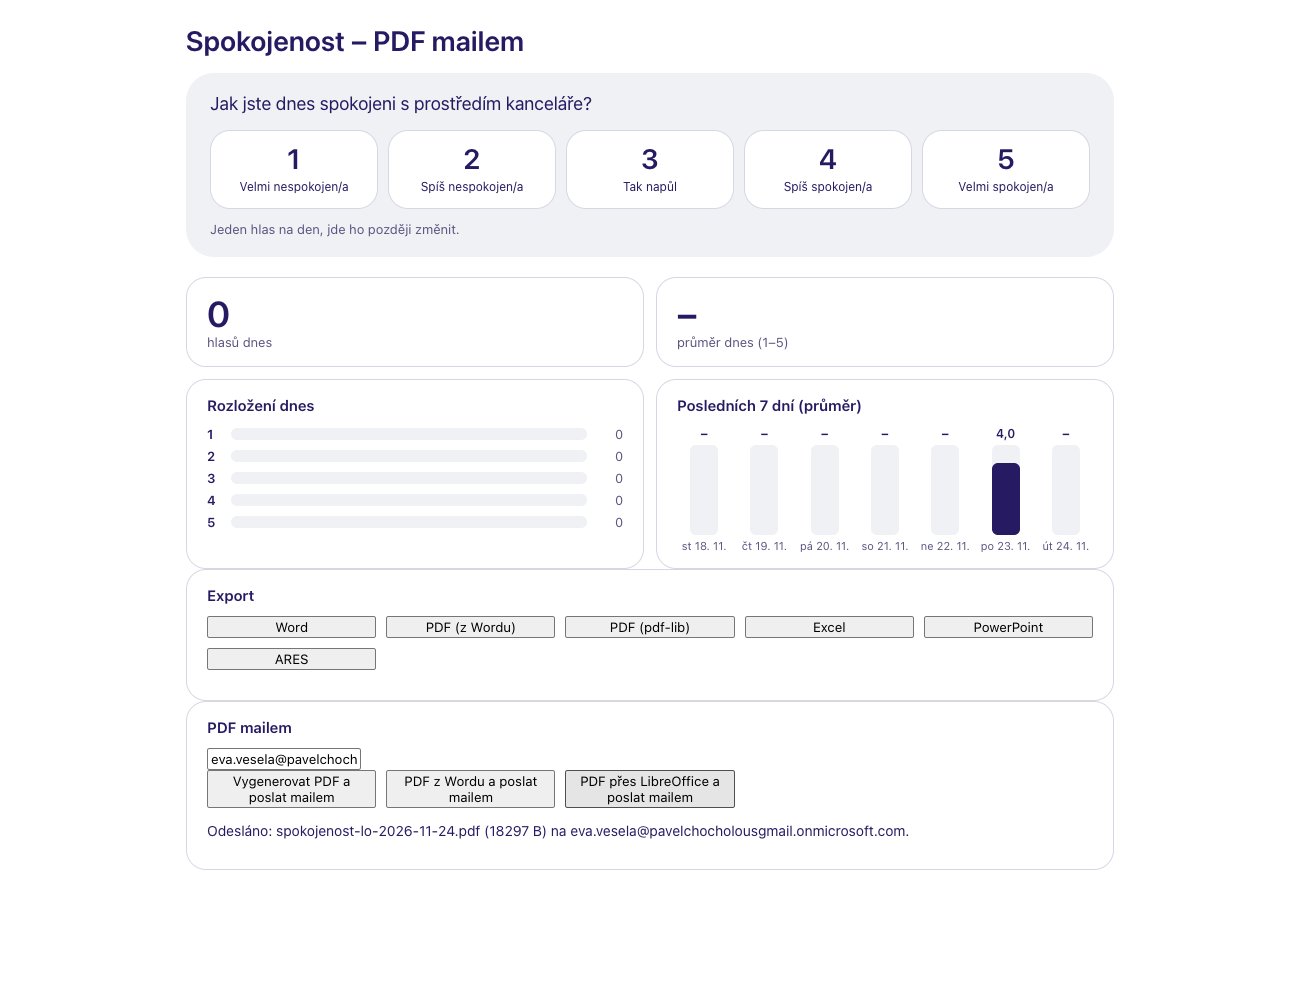 Spokojenost – PDF mailem
Jak jste dnes spokojeni s prostředím kanceláře?
1 2 3 4 5
Velmi nespokojen/a Spíš nespokojen/a Tak napůl Spíš spokojen/a Velmi spokojen/a
Jeden hlas na den, jde ho později změnit.
0
hlasů dnes
–
průměr dnes (1–5)
Rozložení dnes
1 0
2 0
3 0
4 0
5 0
Posledních 7 dní (průměr)
– – – – – 4,0 –
st 18. 11. čt 19. 11. pá 20. 11. so 21. 11. ne 22. 11. po 23. 11. út 24. 11.
Export
Word PDF (z Wordu) PDF (pdf-lib) Excel PowerPoint
ARES
PDF mailem
eva.vesela@pavelchoch
Vygenerovat PDF a
poslat mailem
PDF z Wordu a poslat
mailem
PDF přes LibreOffice a
poslat mailem
Odesláno: spokojenost-lo-2026-11-24.pdf (18297 B) na eva.vesela@pavelchocholousgmail.onmicrosoft.com.